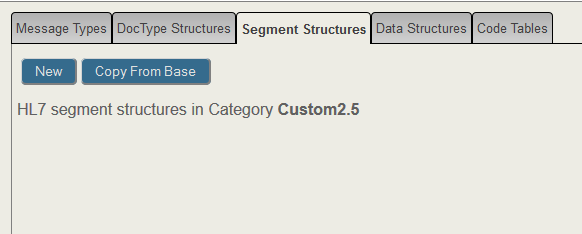 Message Types DocType Structures Segment Structures Data Structures Code Tables
New Copy From Base
HL7 segment structures in Category Custom2.5